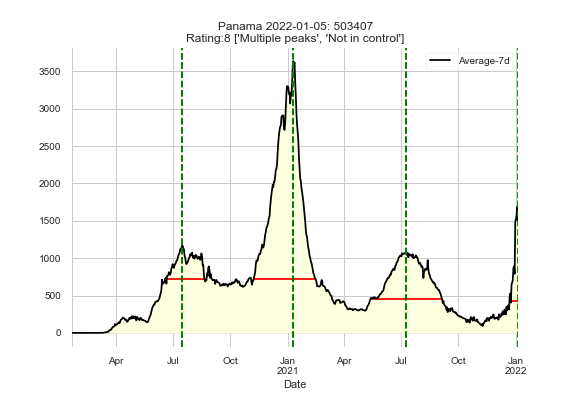 Panama 2022-01-05: 503407
Rating:8 ['Multiple peaks', 'Not in control']
Average-7d
3500
3000
2500
2000
1500
1000
500
0
Apr Jul Oct Jan Apr Jul Oct Jan
2021 2022
Date